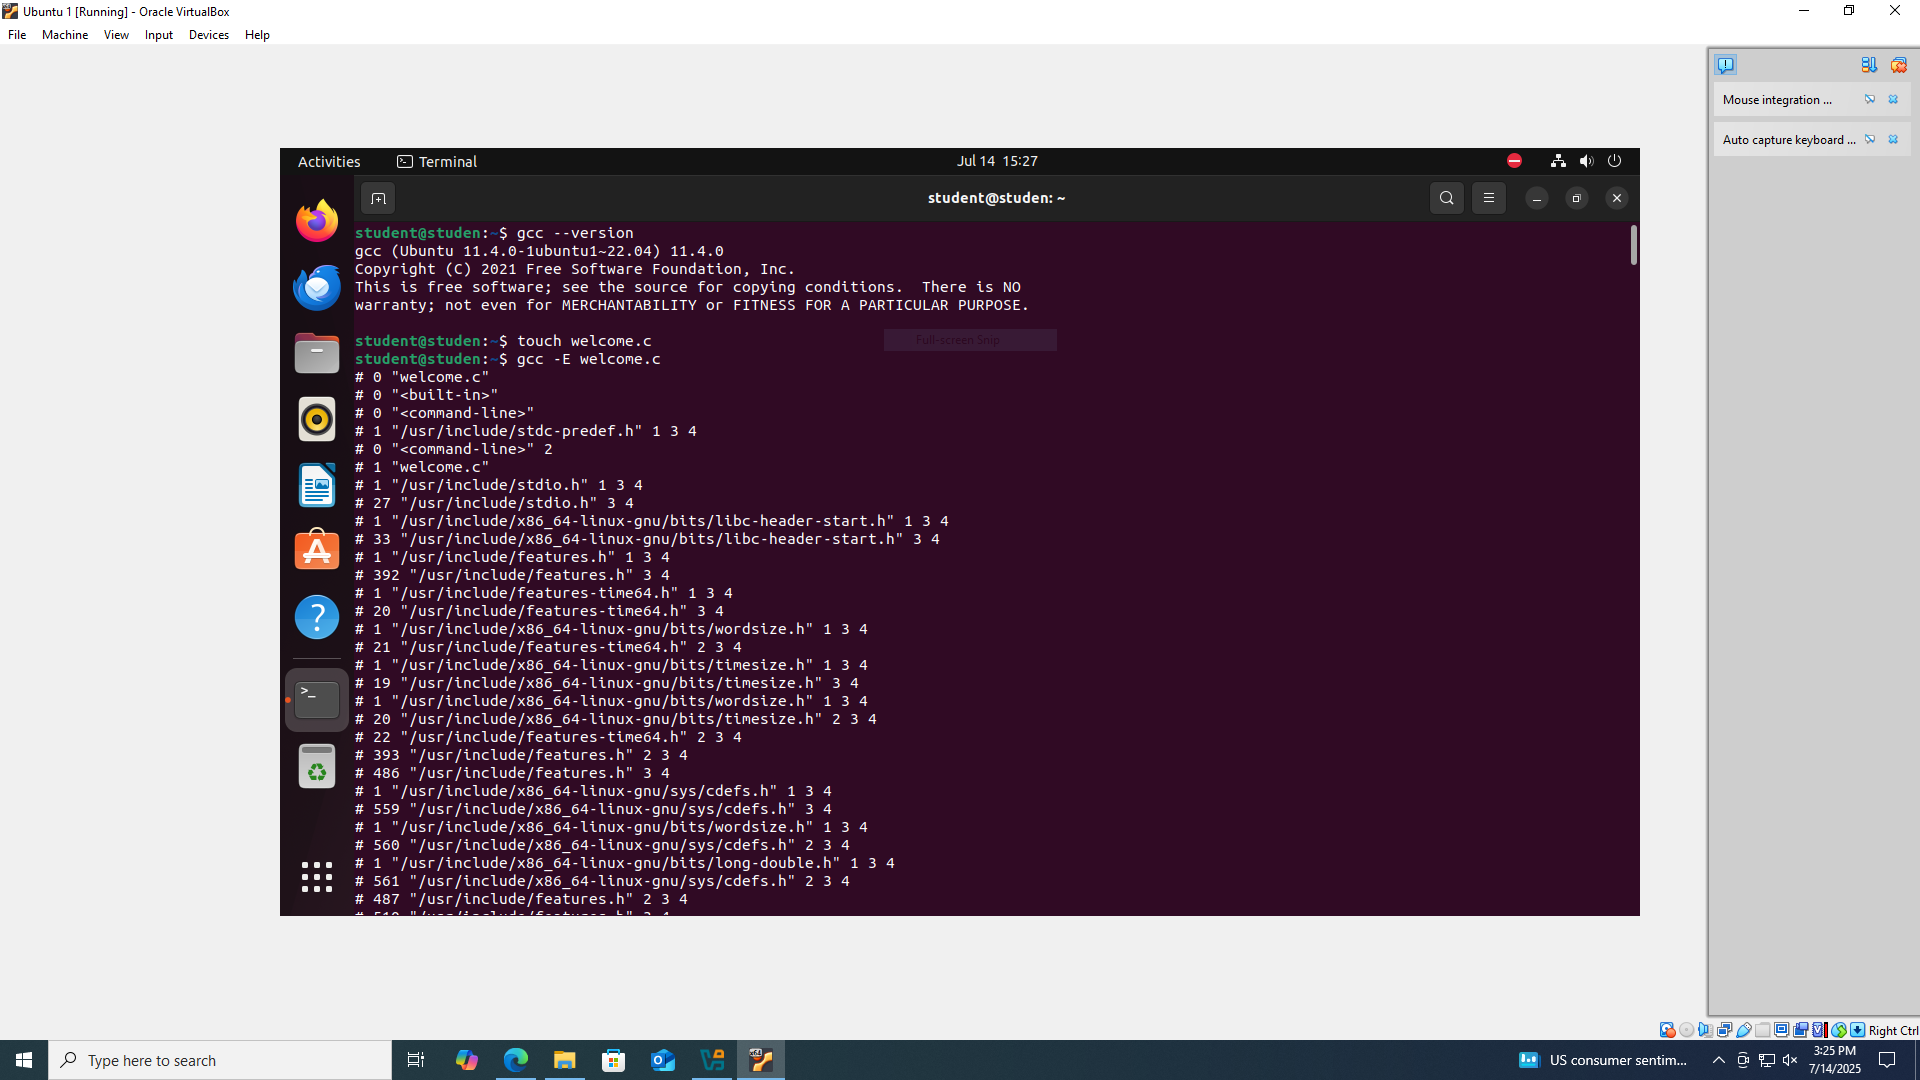 Ubuntu 1 [Running] - Oracle VirtualBox
File Machine View Input Devices Help
Mouse integration ...
Auto capture keyboard ...
Activities Terminal Jul 14 15:27
student@studen: ~
student@studen:~$ gcc --version
gcc (Ubuntu 11.4.0-1ubuntu1~22.04) 11.4.0
Copyright (C) 2021 Free Software Foundation, Inc.
This is free software; see the source for copying conditions.  There is NO
warranty; not even for MERCHANTABILITY or FITNESS FOR A PARTICULAR PURPOSE.
student@studen:~$ touch welcome.c
Full-screen Snip
student@studen:~$ gcc -E welcome.c
# 0 "welcome.c"
# 0 "<built-in>"
# 0 "<command-line>"
# 1 "/usr/include/stdc-predef.h" 1 3 4
# 0 "<command-line>" 2
# 1 "welcome.c"
# 1 "/usr/include/stdio.h" 1 3 4
# 27 "/usr/include/stdio.h" 3 4
# 1 "/usr/include/x86_64-linux-gnu/bits/libc-header-start.h" 1 3 4
# 33 "/usr/include/x86_64-linux-gnu/bits/libc-header-start.h" 3 4
# 1 "/usr/include/features.h" 1 3 4
# 392 "/usr/include/features.h" 3 4
# 1 "/usr/include/features-time64.h" 1 3 4
# 20 "/usr/include/features-time64.h" 3 4
# 1 "/usr/include/x86_64-linux-gnu/bits/wordsize.h" 1 3 4
# 21 "/usr/include/features-time64.h" 2 3 4
# 1 "/usr/include/x86_64-linux-gnu/bits/timesize.h" 1 3 4
# 19 "/usr/include/x86_64-linux-gnu/bits/timesize.h" 3 4
# 1 "/usr/include/x86_64-linux-gnu/bits/wordsize.h" 1 3 4
# 20 "/usr/include/x86_64-linux-gnu/bits/timesize.h" 2 3 4
# 22 "/usr/include/features-time64.h" 2 3 4
# 393 "/usr/include/features.h" 2 3 4
# 486 "/usr/include/features.h" 3 4
# 1 "/usr/include/x86_64-linux-gnu/sys/cdefs.h" 1 3 4
# 559 "/usr/include/x86_64-linux-gnu/sys/cdefs.h" 3 4
# 1 "/usr/include/x86_64-linux-gnu/bits/wordsize.h" 1 3 4
# 560 "/usr/include/x86_64-linux-gnu/sys/cdefs.h" 2 3 4
# 1 "/usr/include/x86_64-linux-gnu/bits/long-double.h" 1 3 4
# 561 "/usr/include/x86_64-linux-gnu/sys/cdefs.h" 2 3 4
# 487 "/usr/include/features.h" 2 3 4
Right Ctrl
Type here to search
US consumer sentim...
3:25 PM
7/14/2025